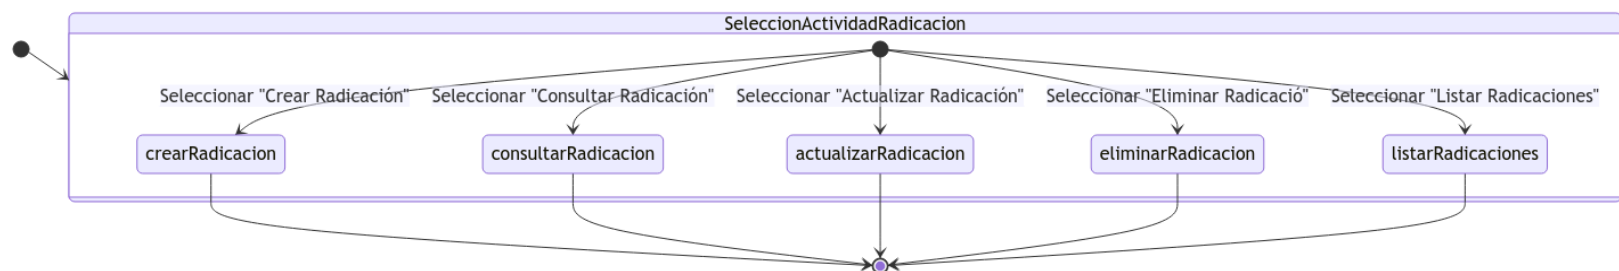 SeleccionActividadRadicacion
Seleccionar "Crear Radicación"
Seleccionar "Consultar Radicación"
Seleccionar "Actualizar Radicación"
Seleccionar "Eliminar Radicació"
Seleccionar "Listar Radicaciones"
crearRadicacion
consultarRadicacion
actualizarRadicacion
eliminarRadicacion
listarRadicaciones